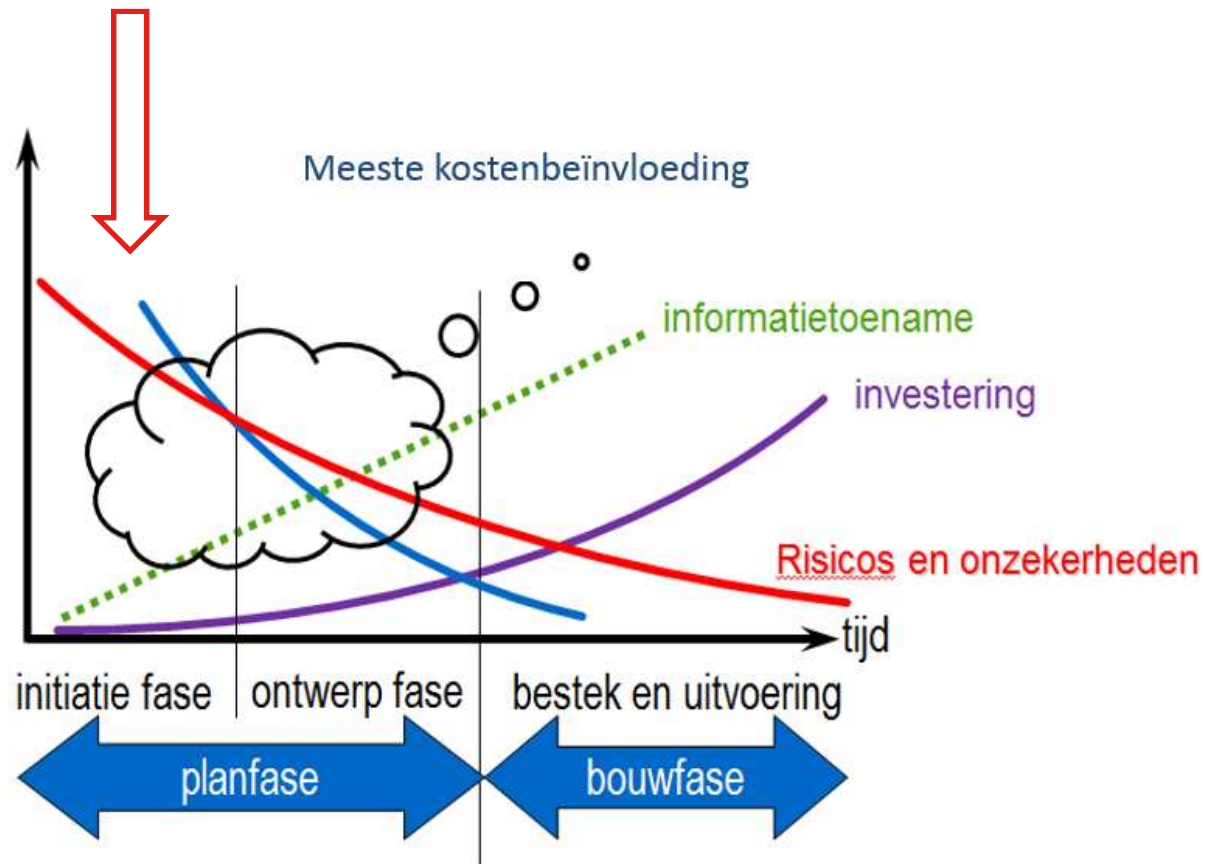 Meeste kostenbeïnvloeding
informatietoename
investering
Risicos en onzekerheden
tijd
initiatie fase
ontwerp fase
bestek en uitvoering
planfase
bouwfase